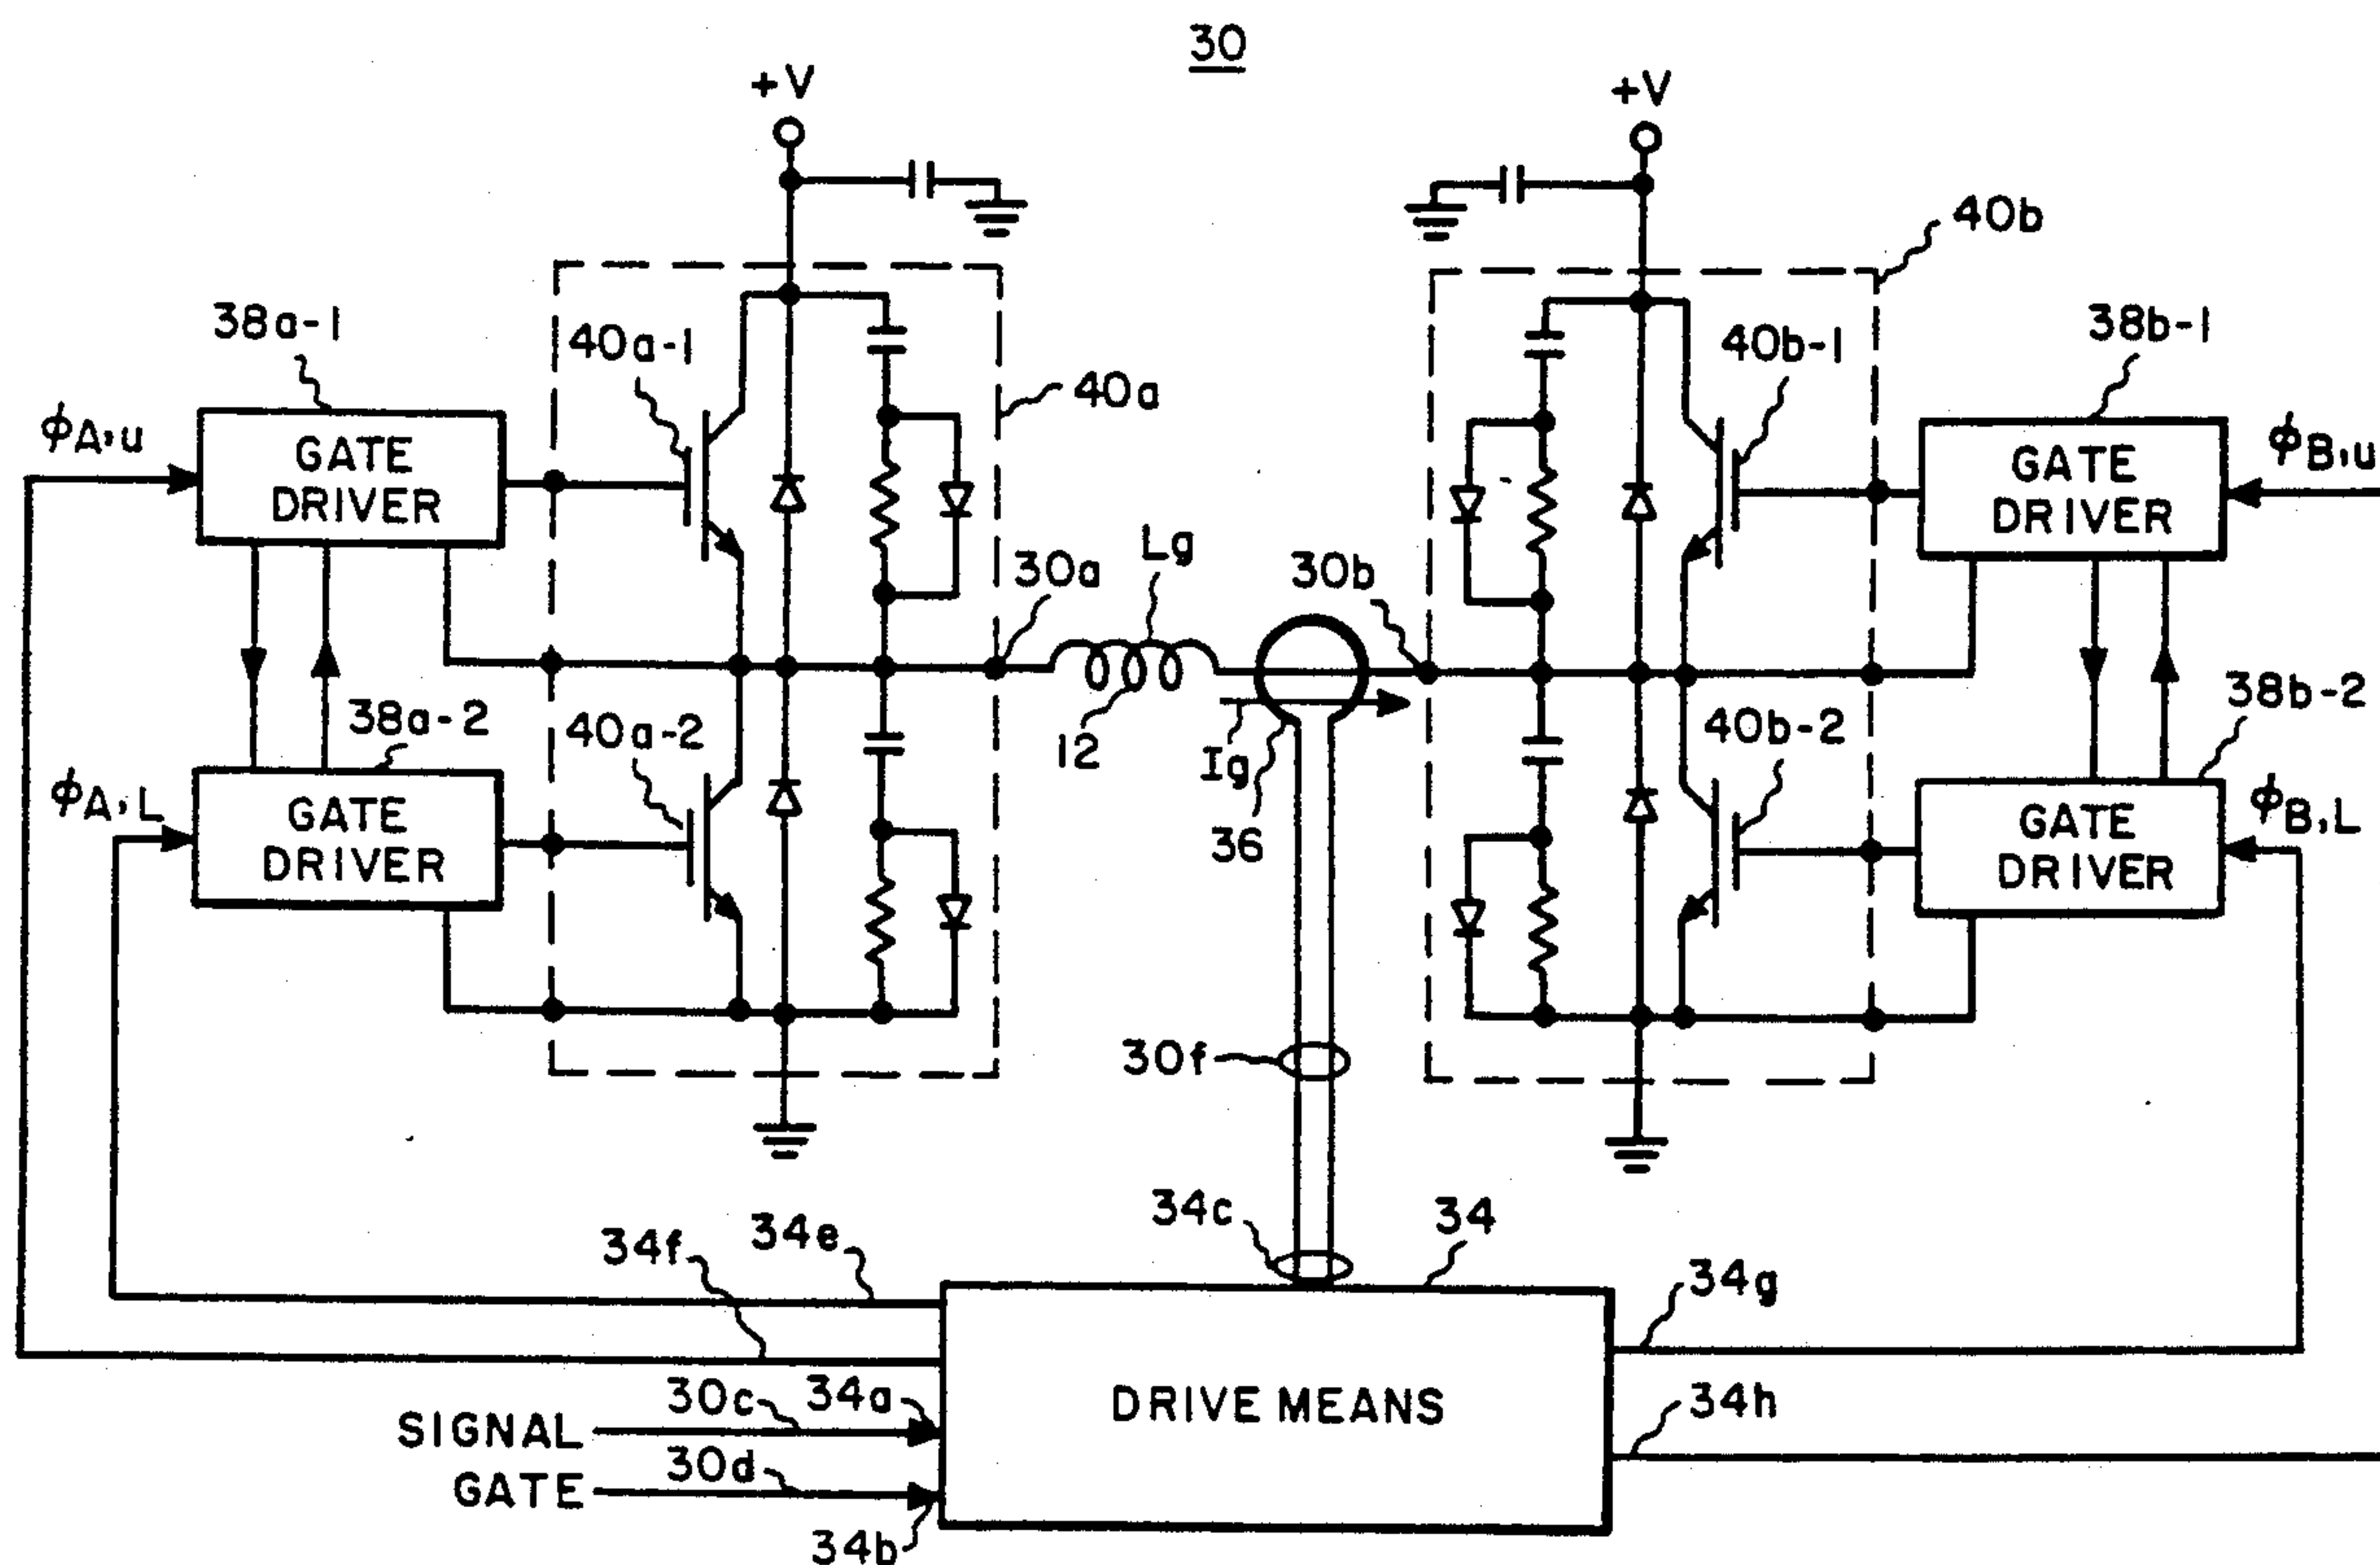 30
+V
+V
40b
38a-1
40a-1
40a
40b-1
38b-1
ϕA,u
GATE
DRIVER
GATE
DRIVER
ϕB,u
30a
Lg
30b
38a-2
40a-2
12
Ig
36
40b-2
38b-2
ϕA,L
GATE
DRIVER
GATE
DRIVER
ϕB,L
30f
34c
34
34f
34e
34g
SIGNAL
30c
34a
DRIVE MEANS
34h
GATE
30d
34b